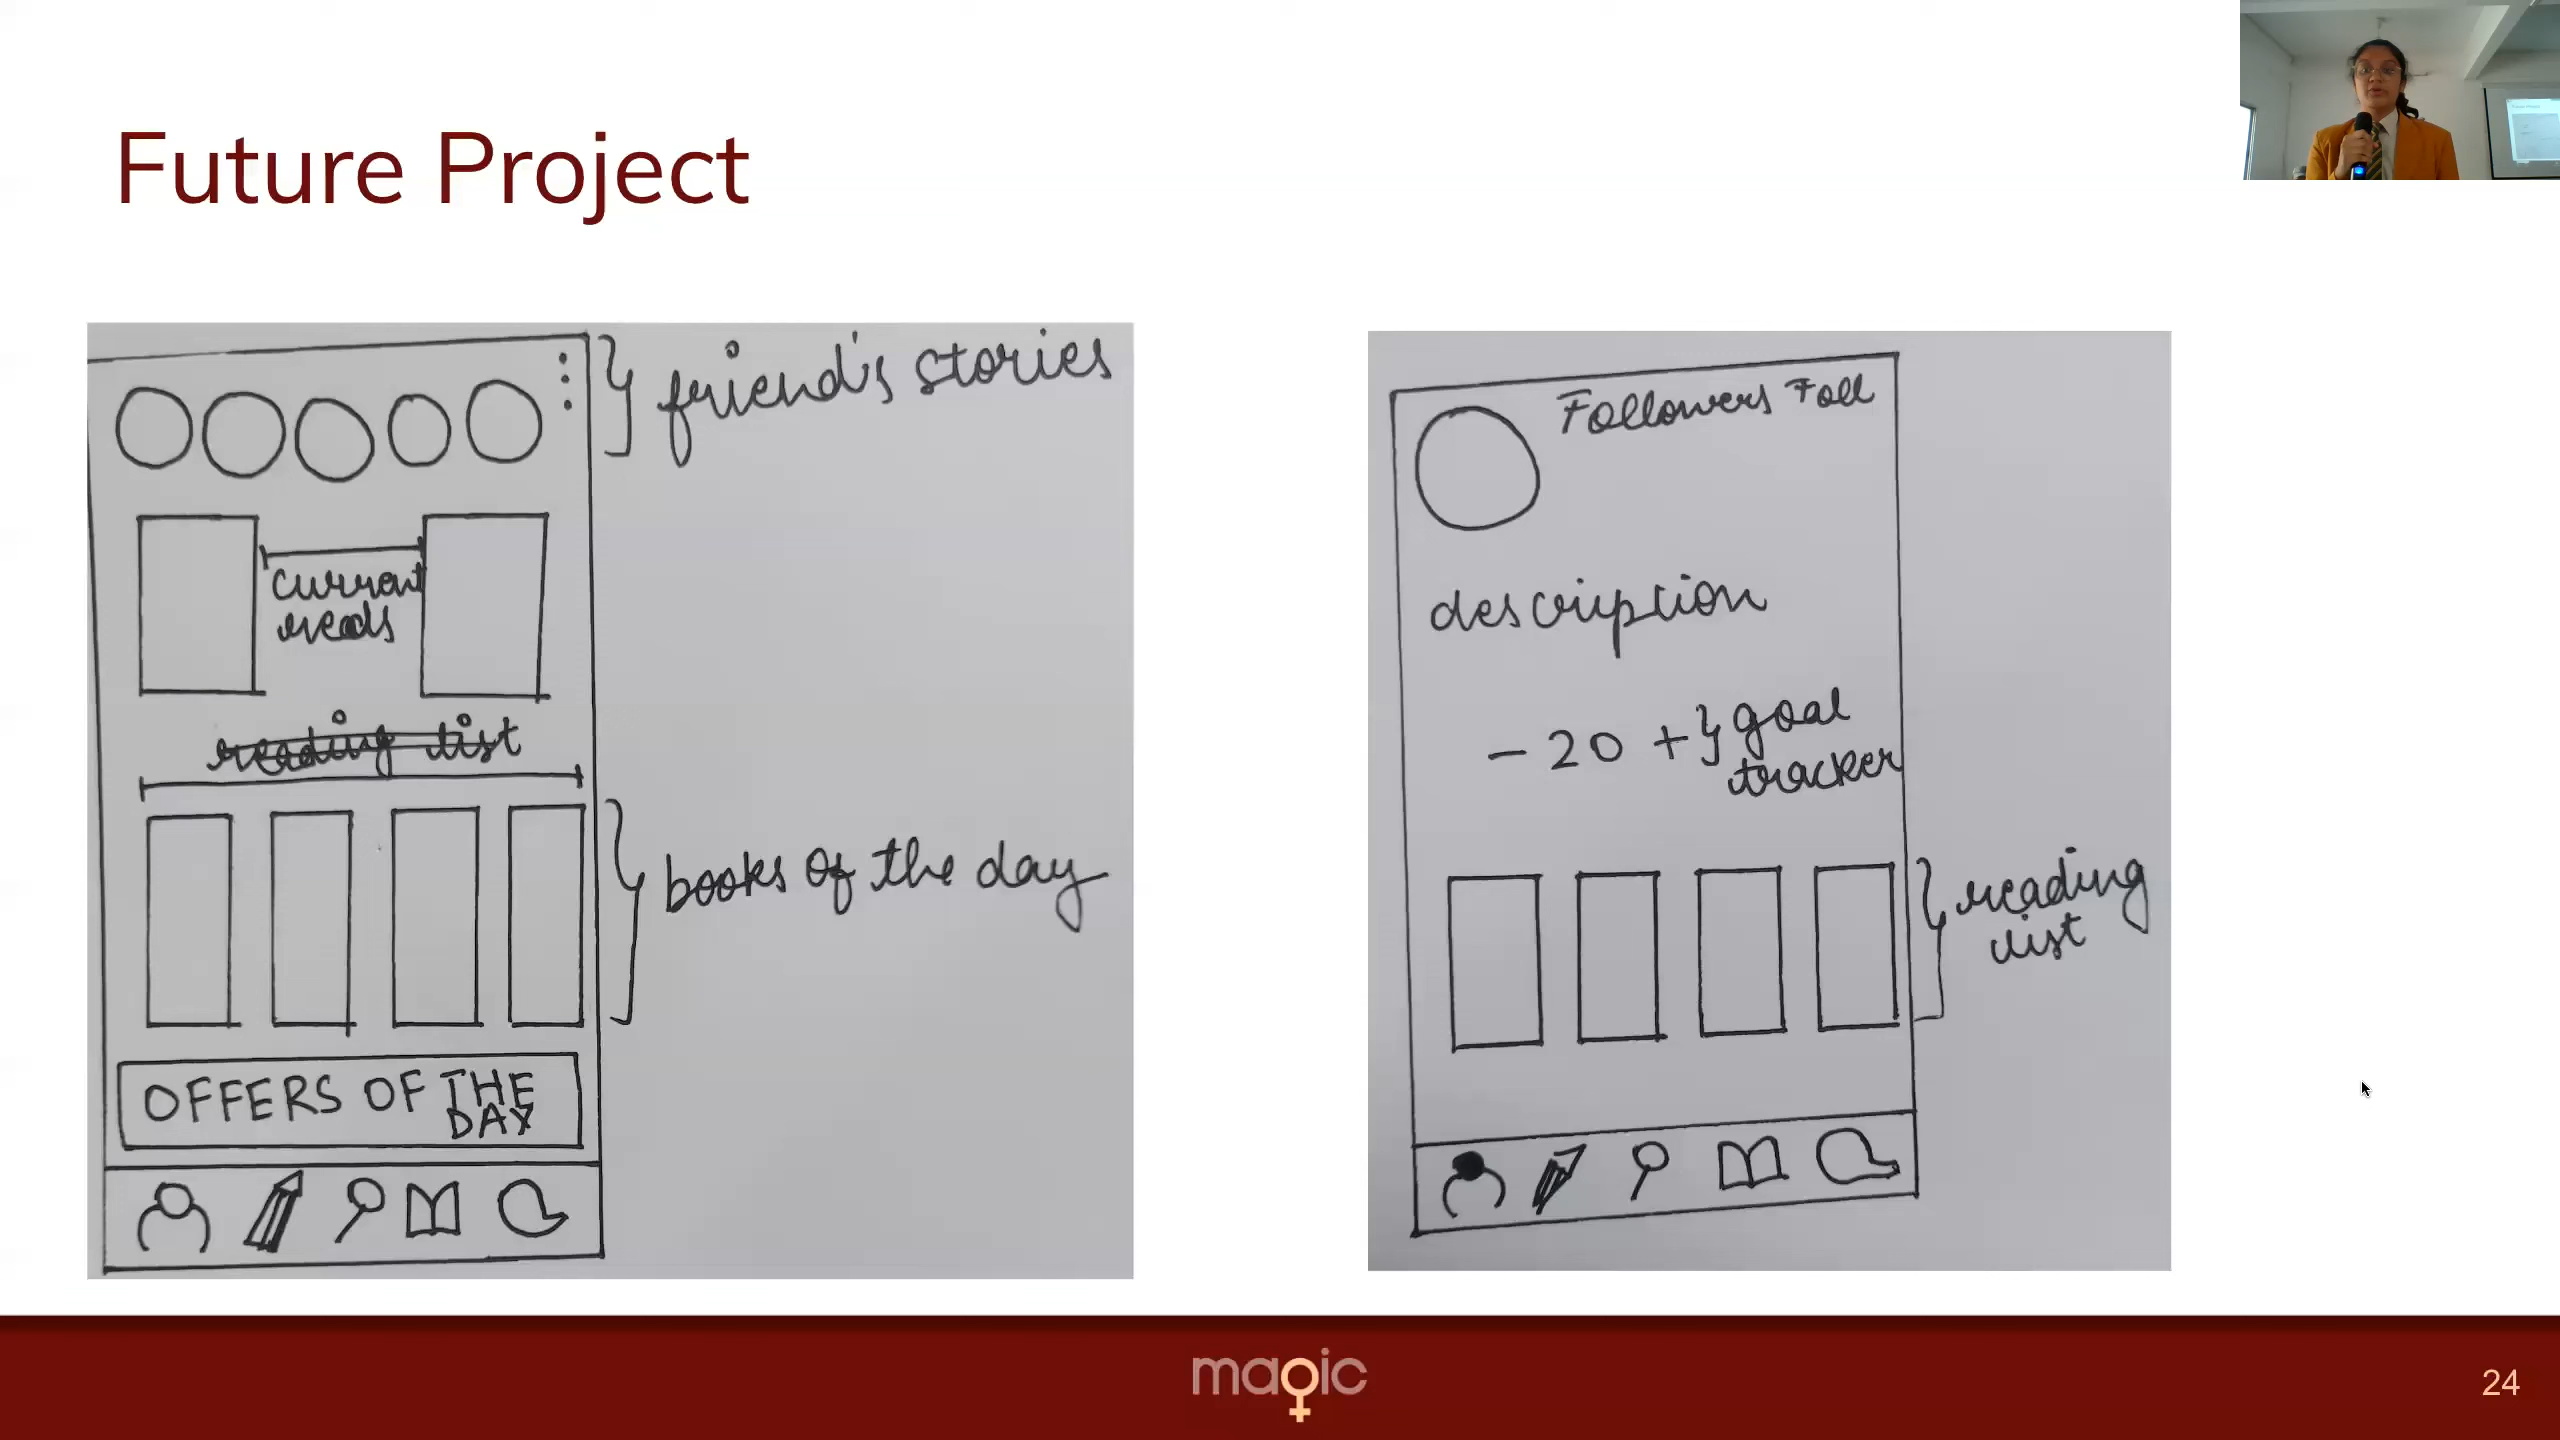 Future Project
friend's stories
current
reads
reading list
books of the day
OFFERS OF THE
DAY
Followers Foll
description
- 20 + goal
tracker
reading
list
magic
24